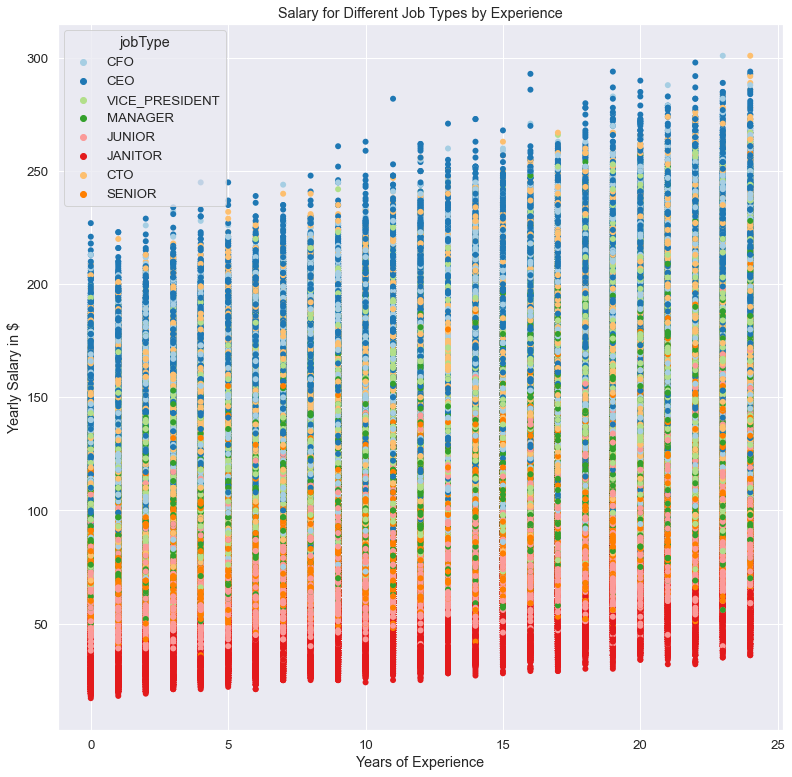 Salary for Different Job Types by Experience
jobType
CFO
CEO
VICE_PRESIDENT
MANAGER
JUNIOR
JANITOR
CTO
SENIOR
300
250
200
150
100
50
Yearly Salary in $
0 5 10 15 20 25
Years of Experience